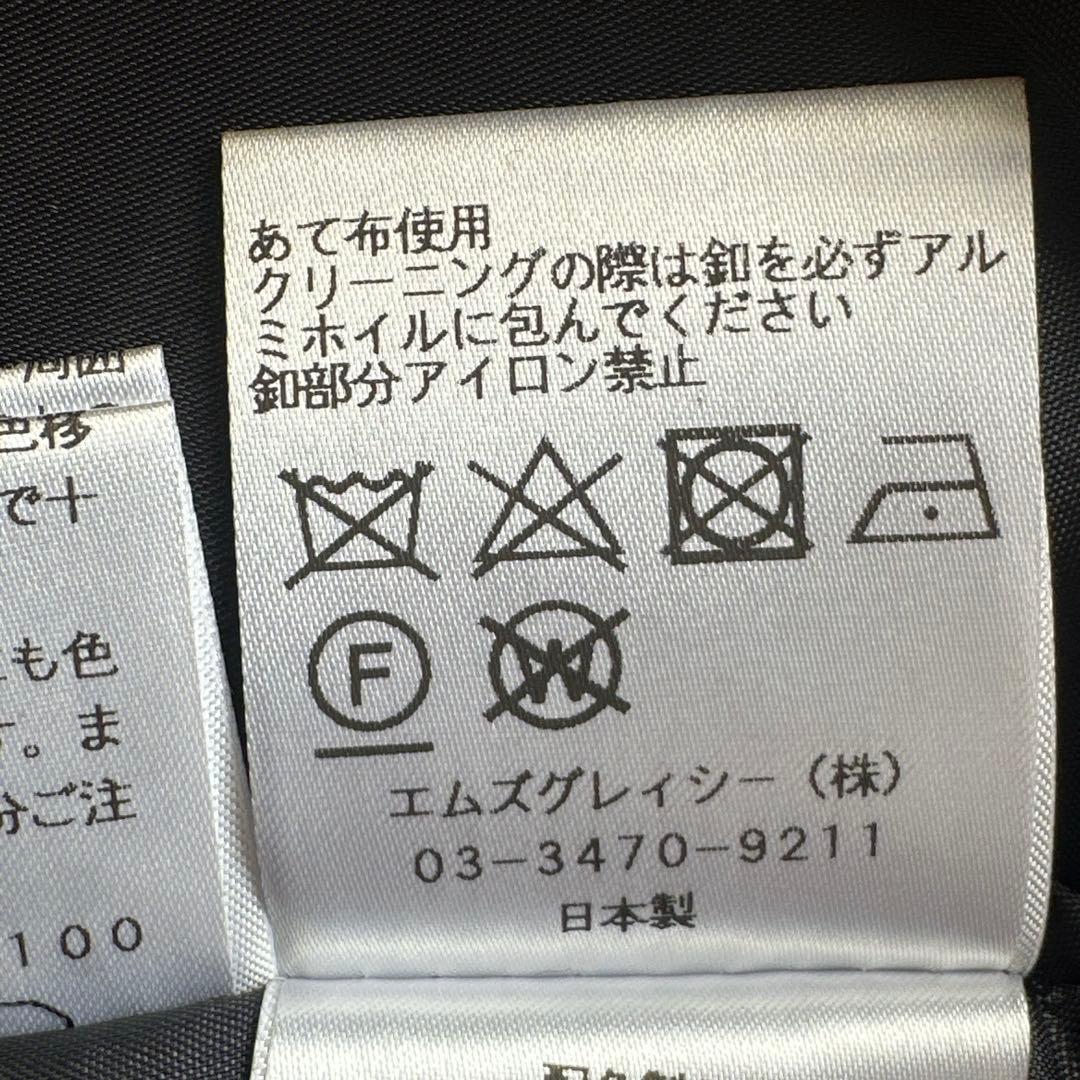 あて布使用
クリーニングの際は釦を必ずアル
ミホイルに包んでください
釦部分アイロン禁止
F
W
エムズグレイシー（株）
03-3470-9211
日本製
色移
で十
も色
。ま
分ご注
100